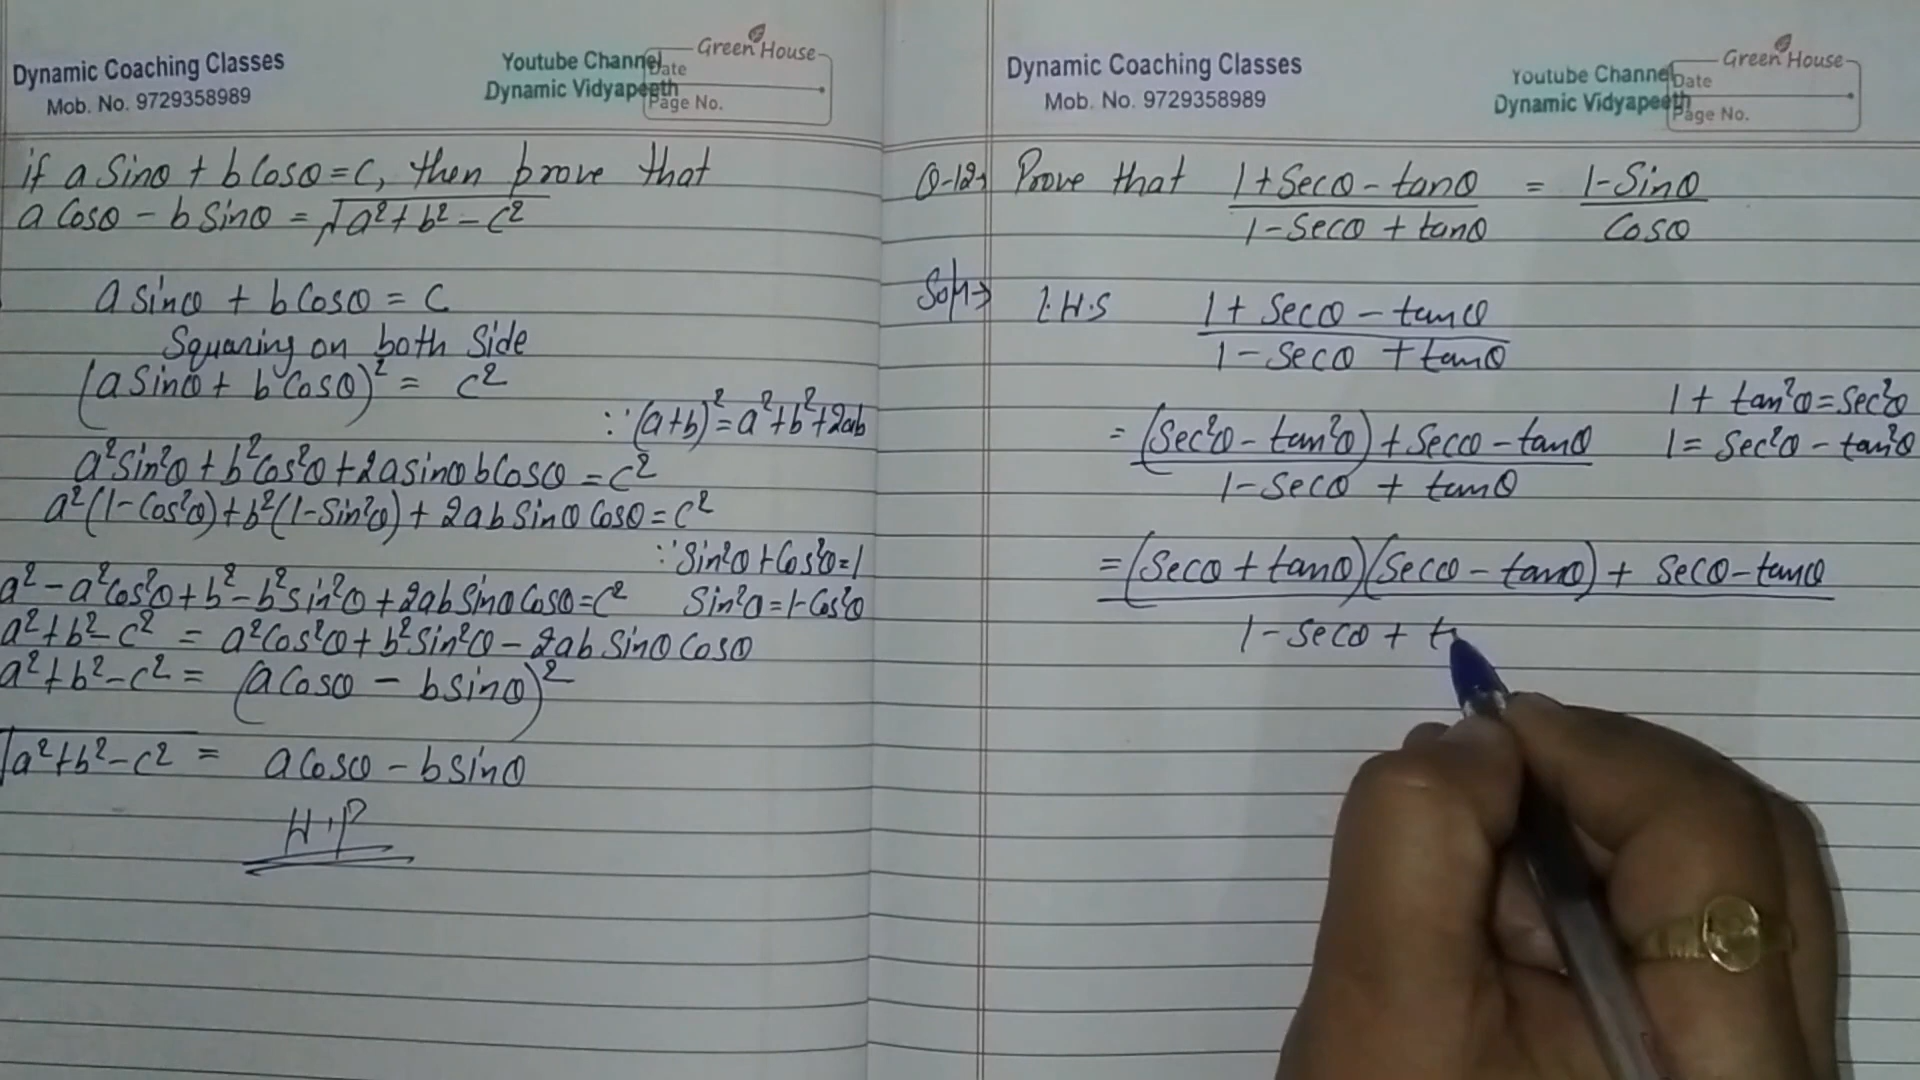 Dynamic Coaching Classes
Mob. No. 9729358989
Youtube Channel
Dynamic Vidyapeeth
Green House
Date
Page No.
if a Sinθ + b Cosθ = C, then prove that
a Cosθ - b Sinθ = √a² + b² - c²
a Sinθ + b Cosθ = C
Squaring on both Side
(a Sinθ + b Cosθ)² = c²
∵ (a+b)² = a²+b²+2ab
a²Sin²θ + b²Cos²θ + 2a sinθ b Cosθ = c²
a²(1-Cos²θ) + b²(1-Sin²θ) + 2ab Sinθ Cosθ = c²
∵ Sin²θ + Cos²θ = 1
a² - a²Cos²θ + b² - b²Sin²θ + 2ab Sinθ Cosθ = c²
Sin²θ = 1-Cos²θ
a²+b²-c² = a²Cos²θ + b²Sin²θ - 2ab Sinθ Cosθ
a²+b²-c² = (a Cosθ - b sinθ)²
√a²+b²-c² = a Cosθ - b sinθ
H.P
Dynamic Coaching Classes
Mob. No. 9729358989
Youtube Channel
Dynamic Vidyapeeth
Green House
Date
Page No.
Q-12→ Prove that (1+Secθ - tanθ)/(1-Secθ + tanθ) = (1-Sinθ)/Cosθ
Soln→ L.H.S
1 + Secθ - tanθ
1 - Secθ + tanθ
1 + tan²θ = Sec²θ
= (Sec²θ - tan²θ) + Secθ - tanθ
1 = Sec²θ - tan²θ
1 - Secθ + tanθ
= (Secθ + tanθ)(Secθ - tanθ) + Secθ - tanθ
1 - Secθ + t